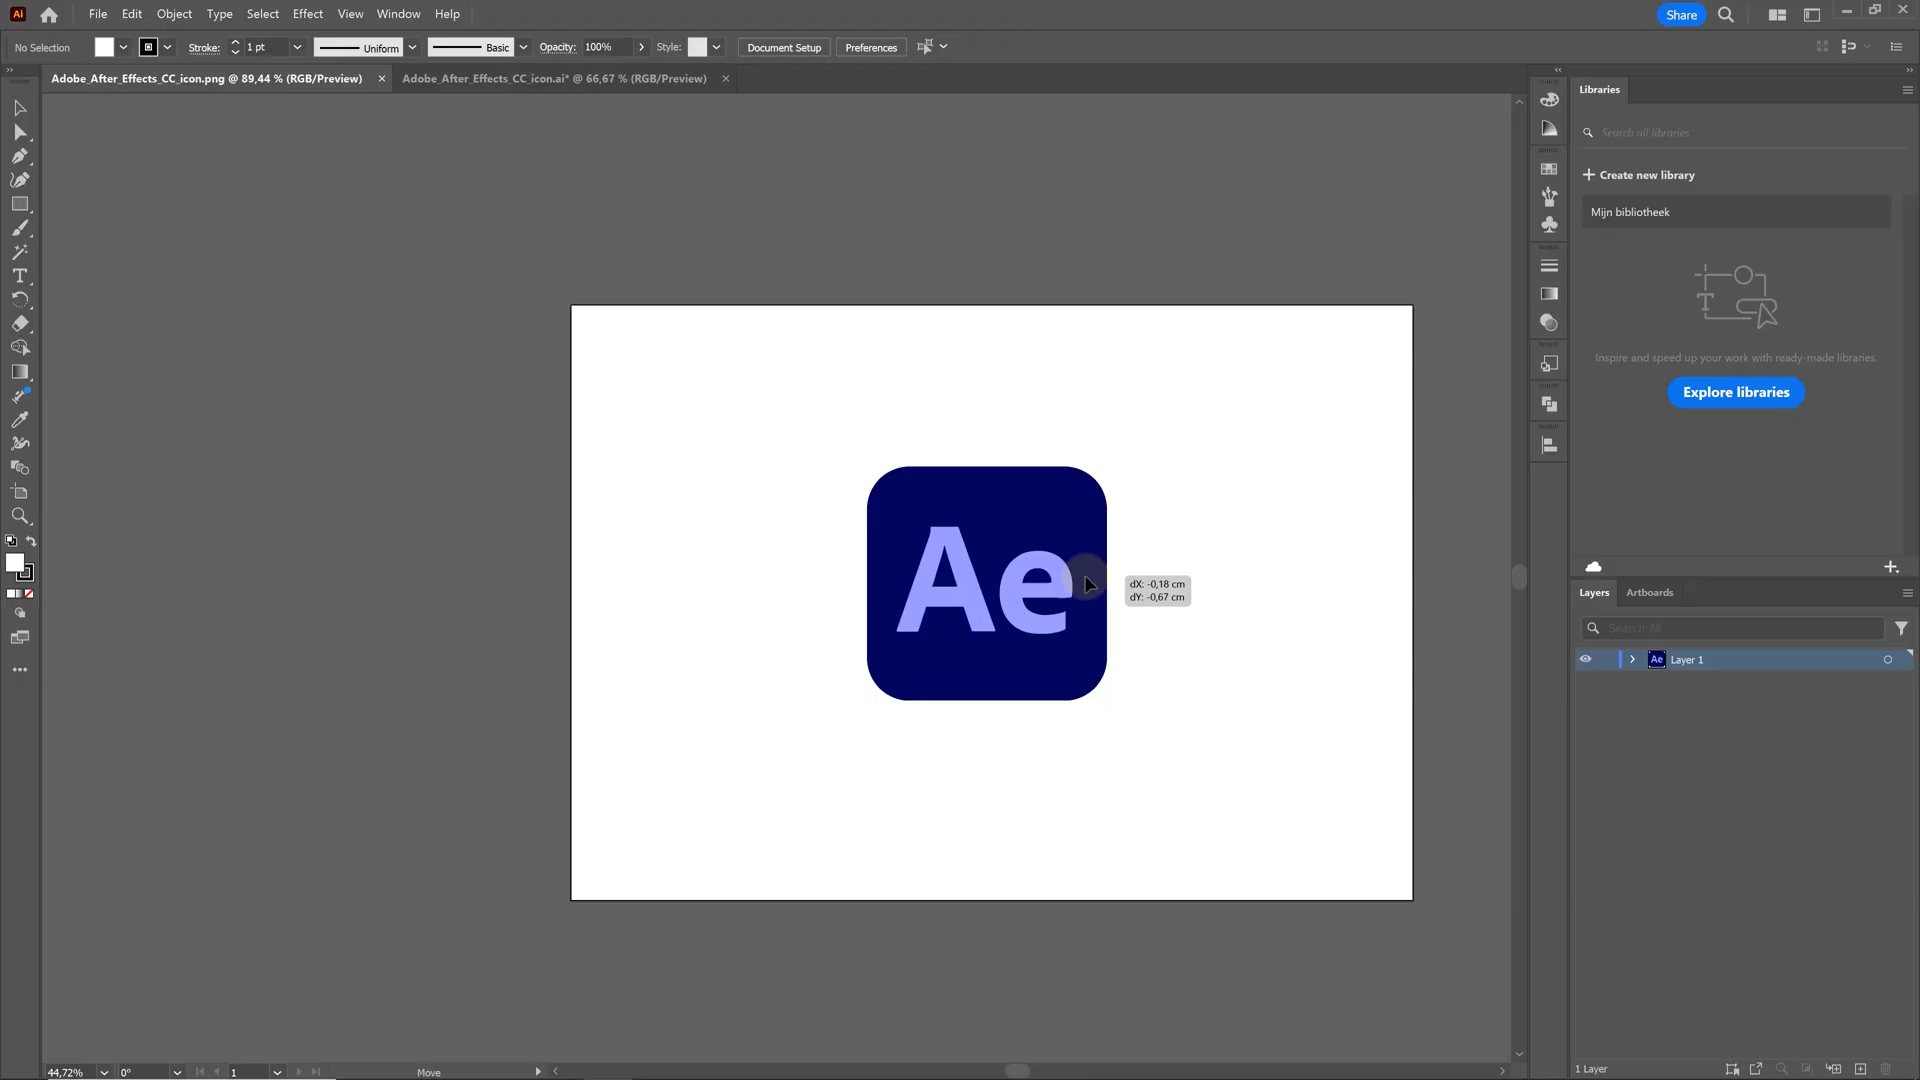 Ai File Edit Object Type Select Effect View Window Help Share
No Selection Stroke: 1 pt Uniform Basic Opacity: 100% Style: Document Setup Preferences
Adobe_After_Effects_CC_icon.png @ 89,44 % (RGB/Preview) Adobe_After_Effects_CC_icon.ai* @ 66,67 % (RGB/Preview)
Libraries
Search all libraries
Create new library
Mijn bibliotheek
Inspire and speed up your work with ready-made libraries.
Explore libraries
Ae
dX: -0,18 cm
dY: -0,67 cm
Layers Artboards
Search All
Ae Layer 1
1 Layer
44,72% 0° 1 Move